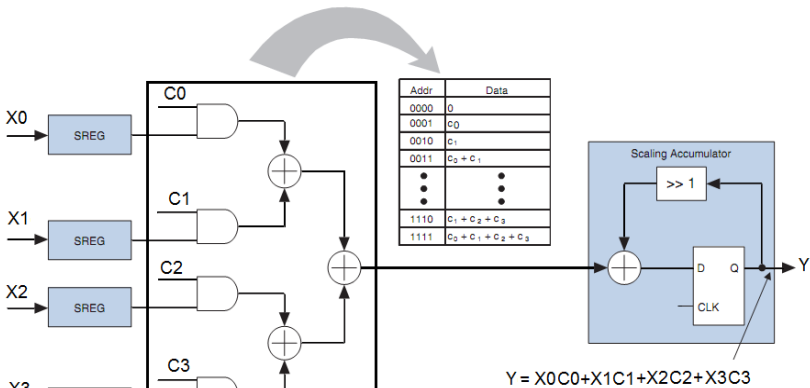 C0
X0
SREG
C1
X1
SREG
C2
X2
SREG
C3
X3
Addr Data
0000 0
0001 c0
0010 c1
0011 c0 + c1
1110 c1 + c2 + c3
1111 c0 + c1 + c2 + c3
Scaling Accumulator
>> 1
D Q
CLK
Y
Y = X0C0+X1C1+X2C2+X3C3